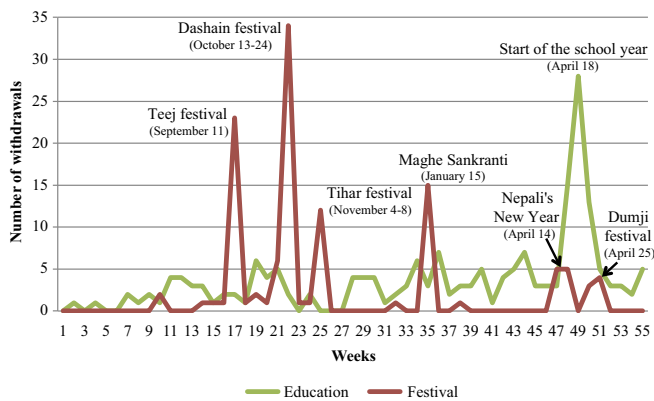 35
30
25
20
15
10
5
0
Number of withdrawals
Dashain festival
(October 13-24)
Teej festival
(September 11)
Tihar festival
(November 4-8)
Maghe Sankranti
(January 15)
Start of the school year
(April 18)
Nepali's
New Year
(April 14)
Dumji
festival
(April 25)
1 3 5 7 9 11 13 15 17 19 21 23 25 27 29 31 33 35 37 39 41 43 45 47 49 51 53 55
Weeks
Education Festival